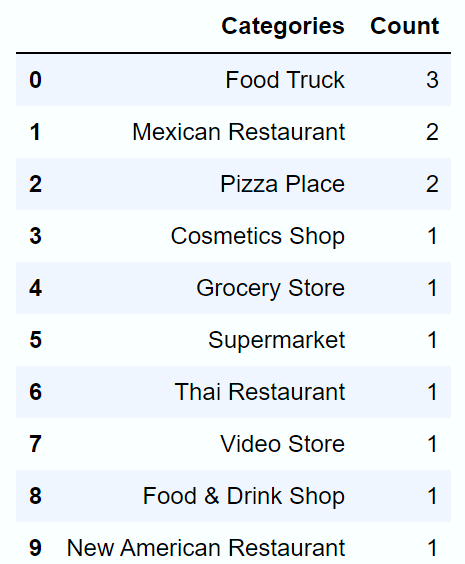 Categories Count
0 Food Truck 3
1 Mexican Restaurant 2
2 Pizza Place 2
3 Cosmetics Shop 1
4 Grocery Store 1
5 Supermarket 1
6 Thai Restaurant 1
7 Video Store 1
8 Food & Drink Shop 1
9 New American Restaurant 1